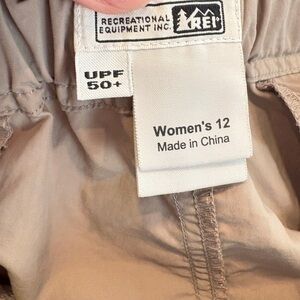 RECREATIONAL
EQUIPMENT INC.
REI
UPF
50+
Women's 12
Made in China